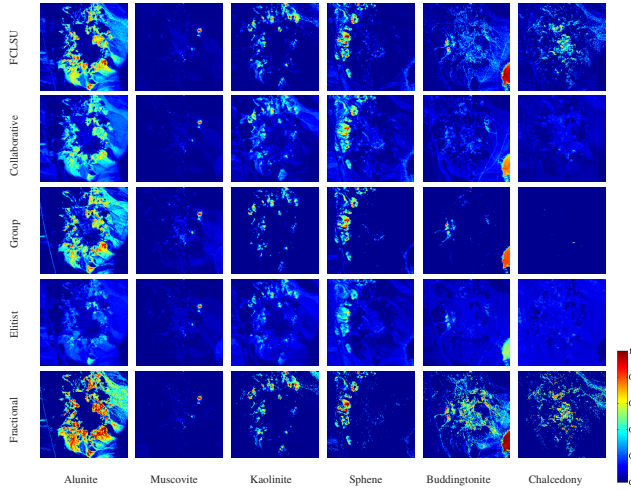 FCLSU
Collaborative
Group
Elitist
Fractional
Alunite Muscovite Kaolinite Sphene Buddingtonite Chalcedony